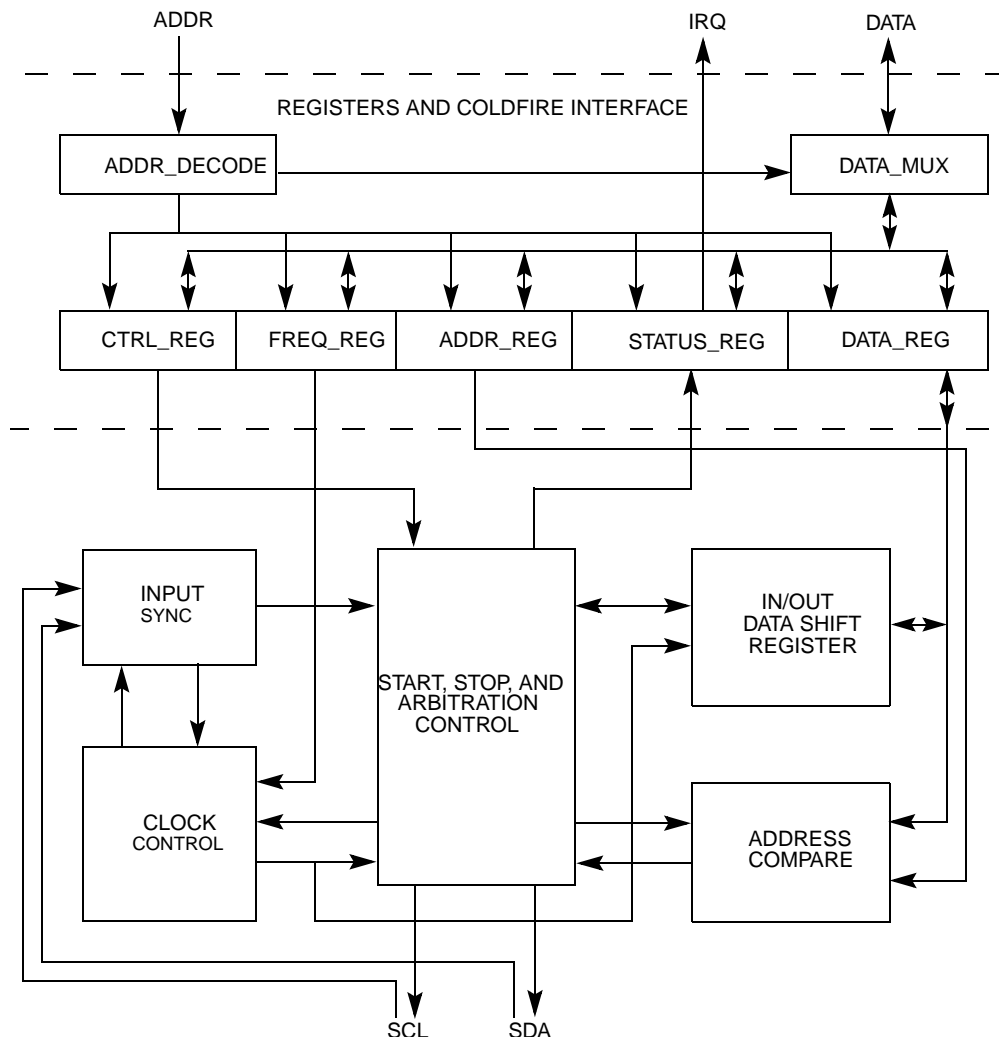 ADDR
IRQ
DATA
REGISTERS AND COLDFIRE INTERFACE
ADDR_DECODE
DATA_MUX
CTRL_REG
FREQ_REG
ADDR_REG
STATUS_REG
DATA_REG
INPUT
SYNC
START, STOP, AND
ARBITRATION
CONTROL
IN/OUT
DATA SHIFT
REGISTER
CLOCK
CONTROL
ADDRESS
COMPARE
SCL
SDA